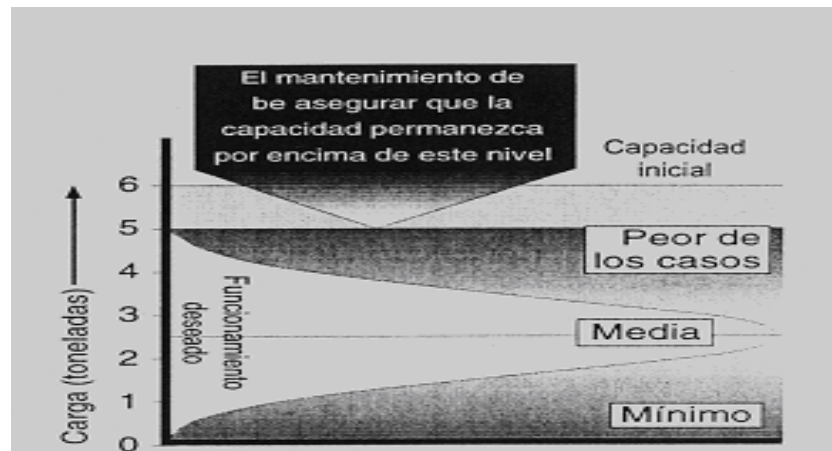 El mantenimiento de
be asegurar que la
capacidad permanezca
por encima de este nivel
Capacidad
inicial
6
5
4
3
2
1
0
Carga (toneladas)
Funcionamiento
deseado
Peor de
los casos
Media
Mínimo